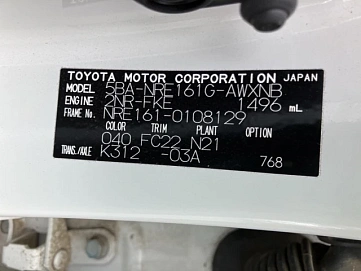 TOYOTA MOTOR CORPORATION JAPAN
MODEL 5BA-NRE161G-AWXNB
ENGINE 2NR-FKE 1496 mL
FRAME No. NRE161-0108129
COLOR TRIM PLANT OPTION
040 FC22 N21
TRANS./AXLE K312 -03A 768